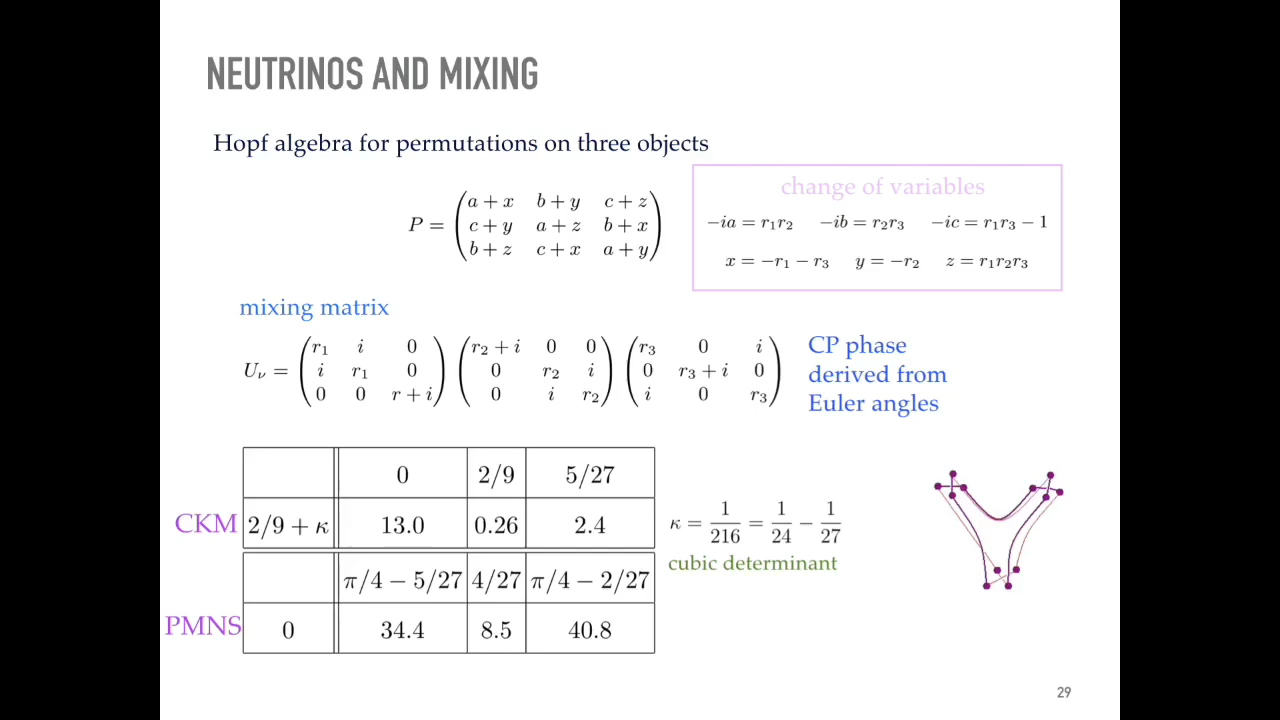 NEUTRINOS AND MIXING
Hopf algebra for permutations on three objects
P = ( a + x b + y c + z
c + y a + z b + x
b + z c + x a + y )
change of variables
−ia = r₁r₂ −ib = r₂r₃ −ic = r₁r₃ − 1
x = −r₁ − r₃ y = −r₂ z = r₁r₂r₃
mixing matrix
Uν = ( r₁ i 0 ) ( r₂ + i 0 0 ) ( r₃ 0 i )
( i r₁ 0 ) ( 0 r₂ i ) ( 0 r₃ + i 0 )
( 0 0 r + i ) ( 0 i r₂ ) ( i 0 r₃ )
CP phase
derived from
Euler angles
0 2/9 5/27
CKM 2/9 + κ 13.0 0.26 2.4
π/4 − 5/27 4/27 π/4 − 2/27
PMNS 0 34.4 8.5 40.8
κ = 1/216 = 1/24 − 1/27
cubic determinant
29